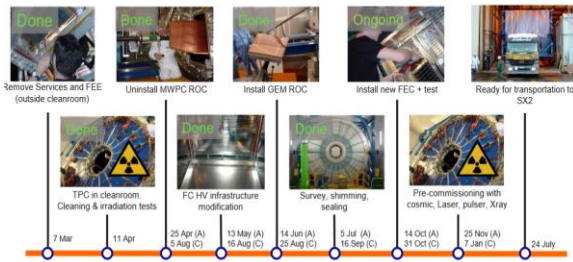 Done
Done
Done
Ongoing
Remove Services and FEE
(outside cleanroom)
Uninstall MWPC ROC
Install GEM ROC
Install new FEC + test
Ready for transportation to
SX2
Done
Done
Done
TPC in cleanroom,
Cleaning & irradiation tests
FC HV infrastructure
modification
Survey, shimming,
sealing
Pre-commissioning with
cosmic, Laser, pulser, Xray
7 Mar
11 Apr
25 Apr (A)
5 Aug (C)
13 May (A)
16 Aug (C)
14 Jun (A)
25 Aug (C)
5 Jul (A)
16 Sep (C)
14 Oct (A)
31 Oct (C)
25 Nov (A)
7 Jan (C)
24 July